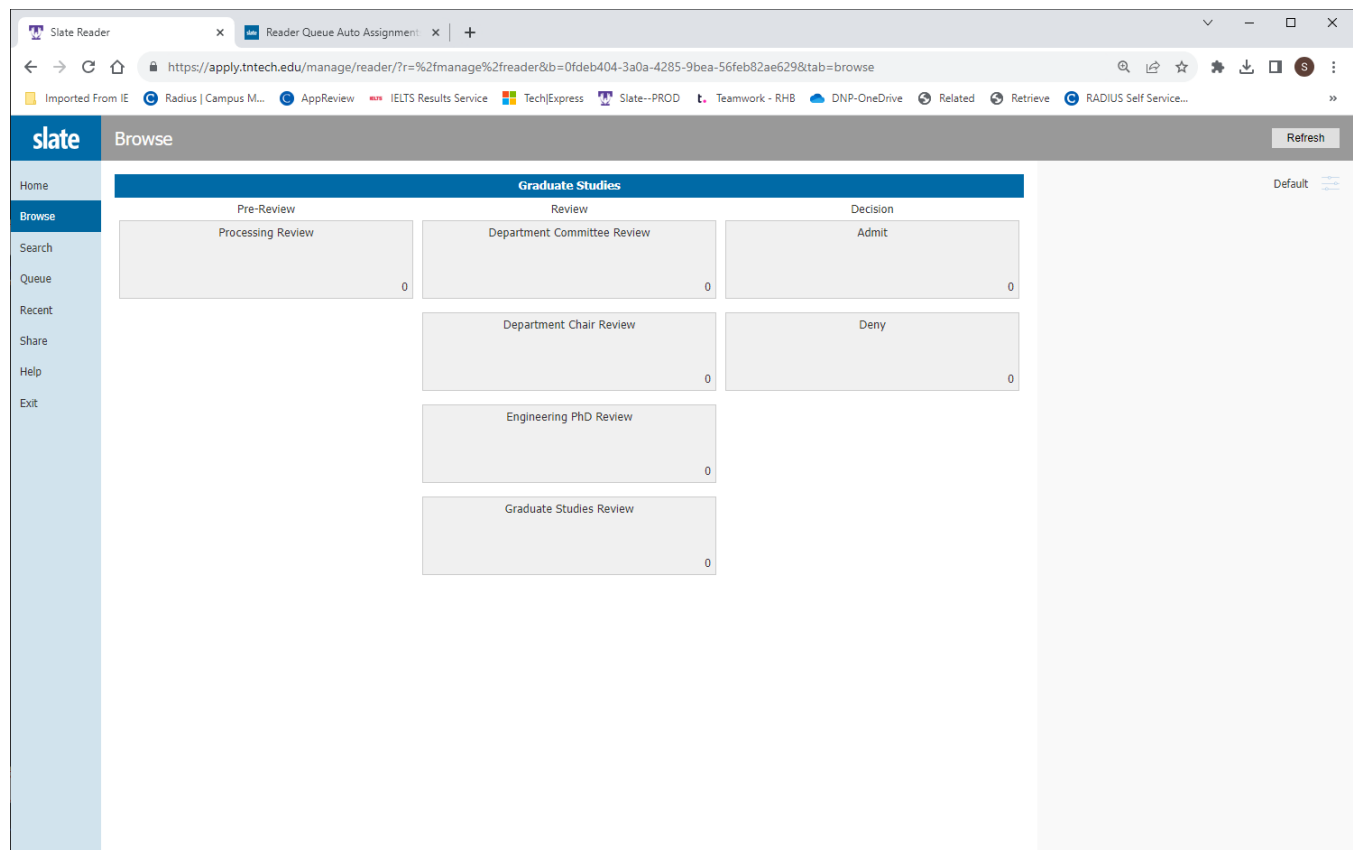 Slate Reader
Reader Queue Auto Assignment
https://apply.tntech.edu/manage/reader/?r=%2fmanage%2freader&b=0fdeb404-3a0a-4285-9bea-56feb82ae629&tab=browse
S
Imported From IE Radius | Campus M... AppReview IELTS IELTS Results Service Tech|Express Slate--PROD t. Teamwork - RHB DNP-OneDrive Related Retrieve RADIUS Self Service... »
slate Browse Refresh
Home
Browse
Search
Queue
Recent
Share
Help
Exit
Graduate Studies
Pre-Review
Processing Review
0
Review
Department Committee Review
0
Department Chair Review
0
Engineering PhD Review
0
Graduate Studies Review
0
Decision
Admit
0
Deny
0
Default